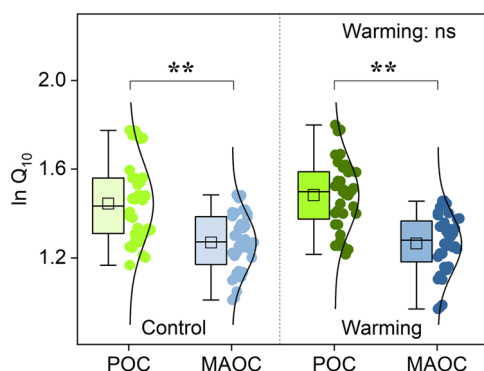 Warming: ns
** **
2.0
1.6
1.2
ln Q10
Control Warming
POC MAOC POC MAOC